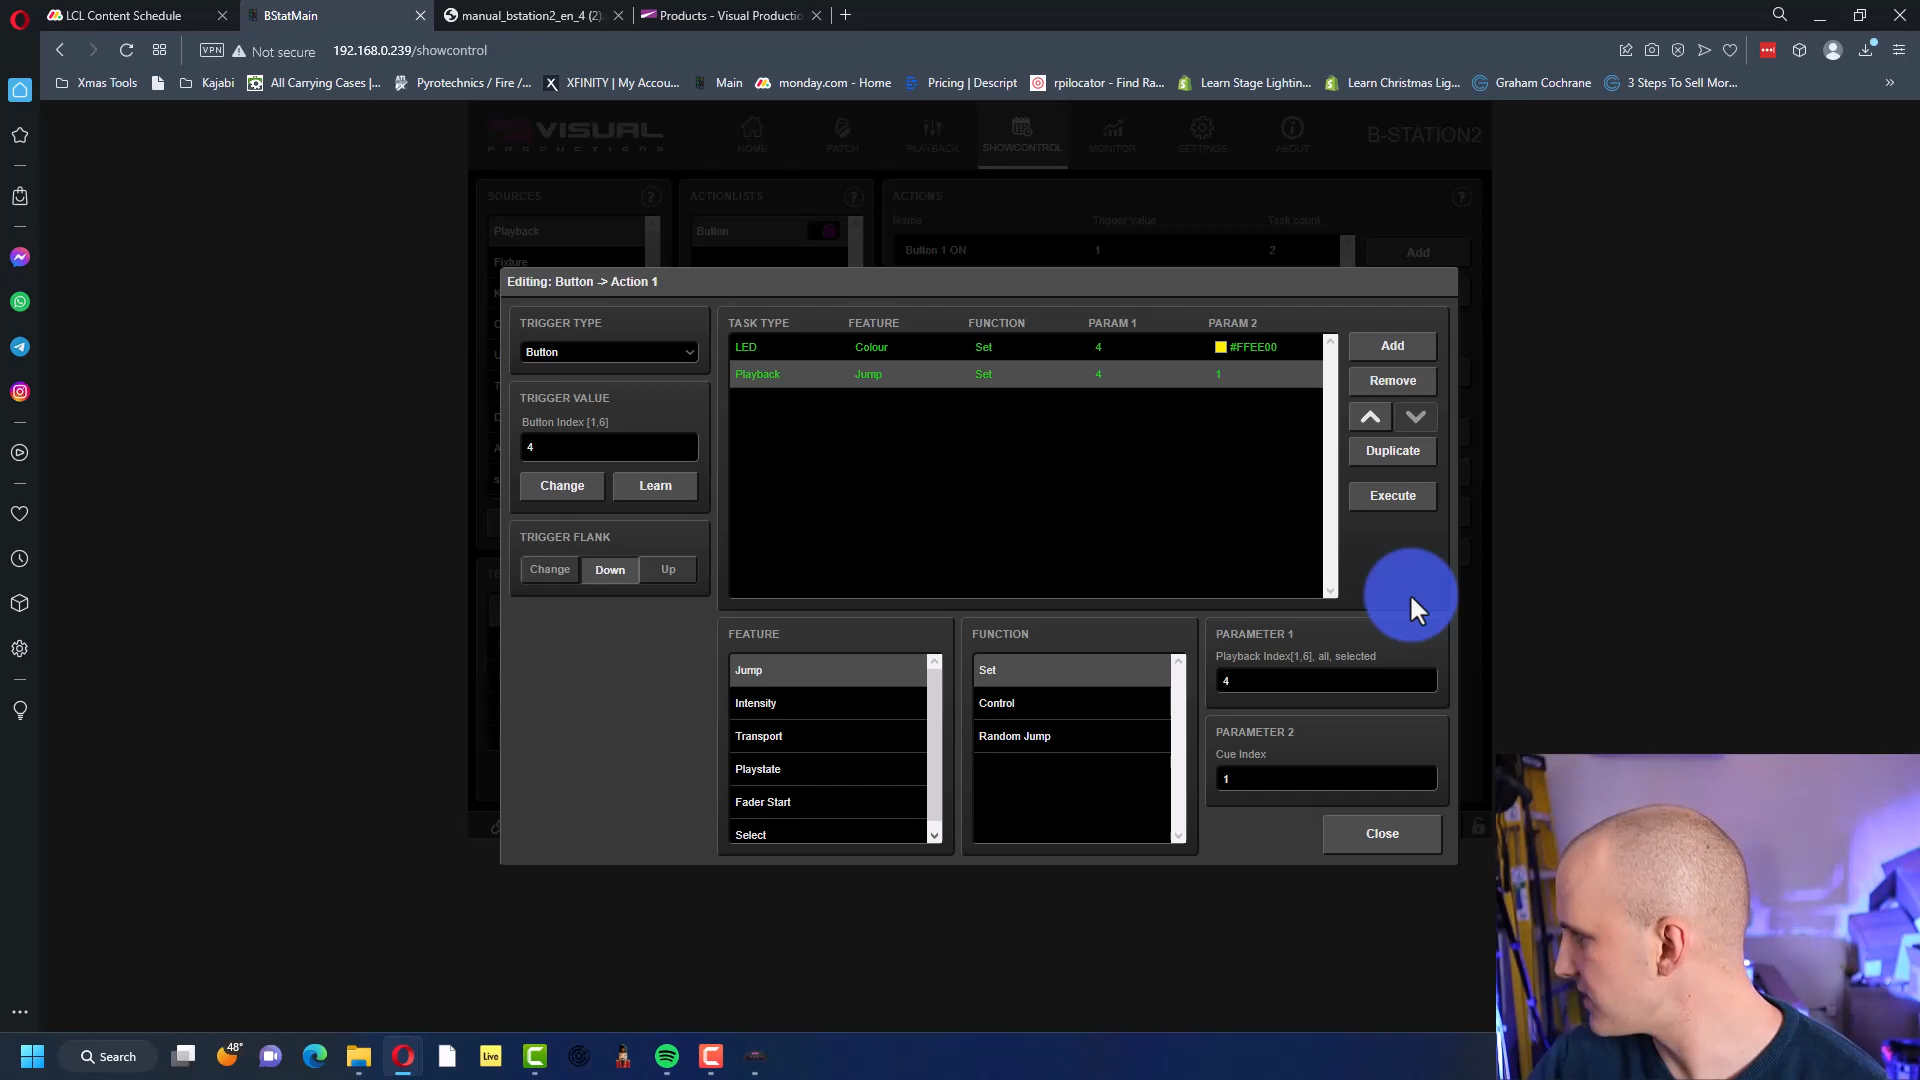 LCL Content Schedule
BStatMain
manual_bstation2_en_4 (2)
Products - Visual Productio
VPN
Not secure
192.168.0.239/showcontrol
Xmas Tools
Kajabi
All Carrying Cases |...
Pyrotechnics / Fire /...
XFINITY | My Accou...
Main
monday.com - Home
Pricing | Descript
rpilocator - Find Ra...
Learn Stage Lightin...
Learn Christmas Lig...
Graham Cochrane
3 Steps To Sell Mor...
VISUAL
PRODUCTIONS
HOME
PATCH
PLAYBACK
SHOWCONTROL
MONITOR
SETTINGS
ABOUT
B-STATION2
SOURCES
ACTIONLISTS
ACTIONS
Name
Trigger value
Task count
Playback
Button
Button 1 ON
1
2
Add
Fixture
Editing: Button -> Action 1
TRIGGER TYPE
Button
TRIGGER VALUE
Button Index [1,6]
4
Change
Learn
TRIGGER FLANK
Change
Down
Up
TASK TYPE
FEATURE
FUNCTION
PARAM 1
PARAM 2
LED
Colour
Set
4
#FFEE00
Playback
Jump
Set
4
1
Add
Remove
Duplicate
Execute
FEATURE
Jump
Intensity
Transport
Playstate
Fader Start
Select
FUNCTION
Set
Control
Random Jump
PARAMETER 1
Playback Index[1,6], all, selected
4
PARAMETER 2
Cue Index
1
Close
48°
Search
Live